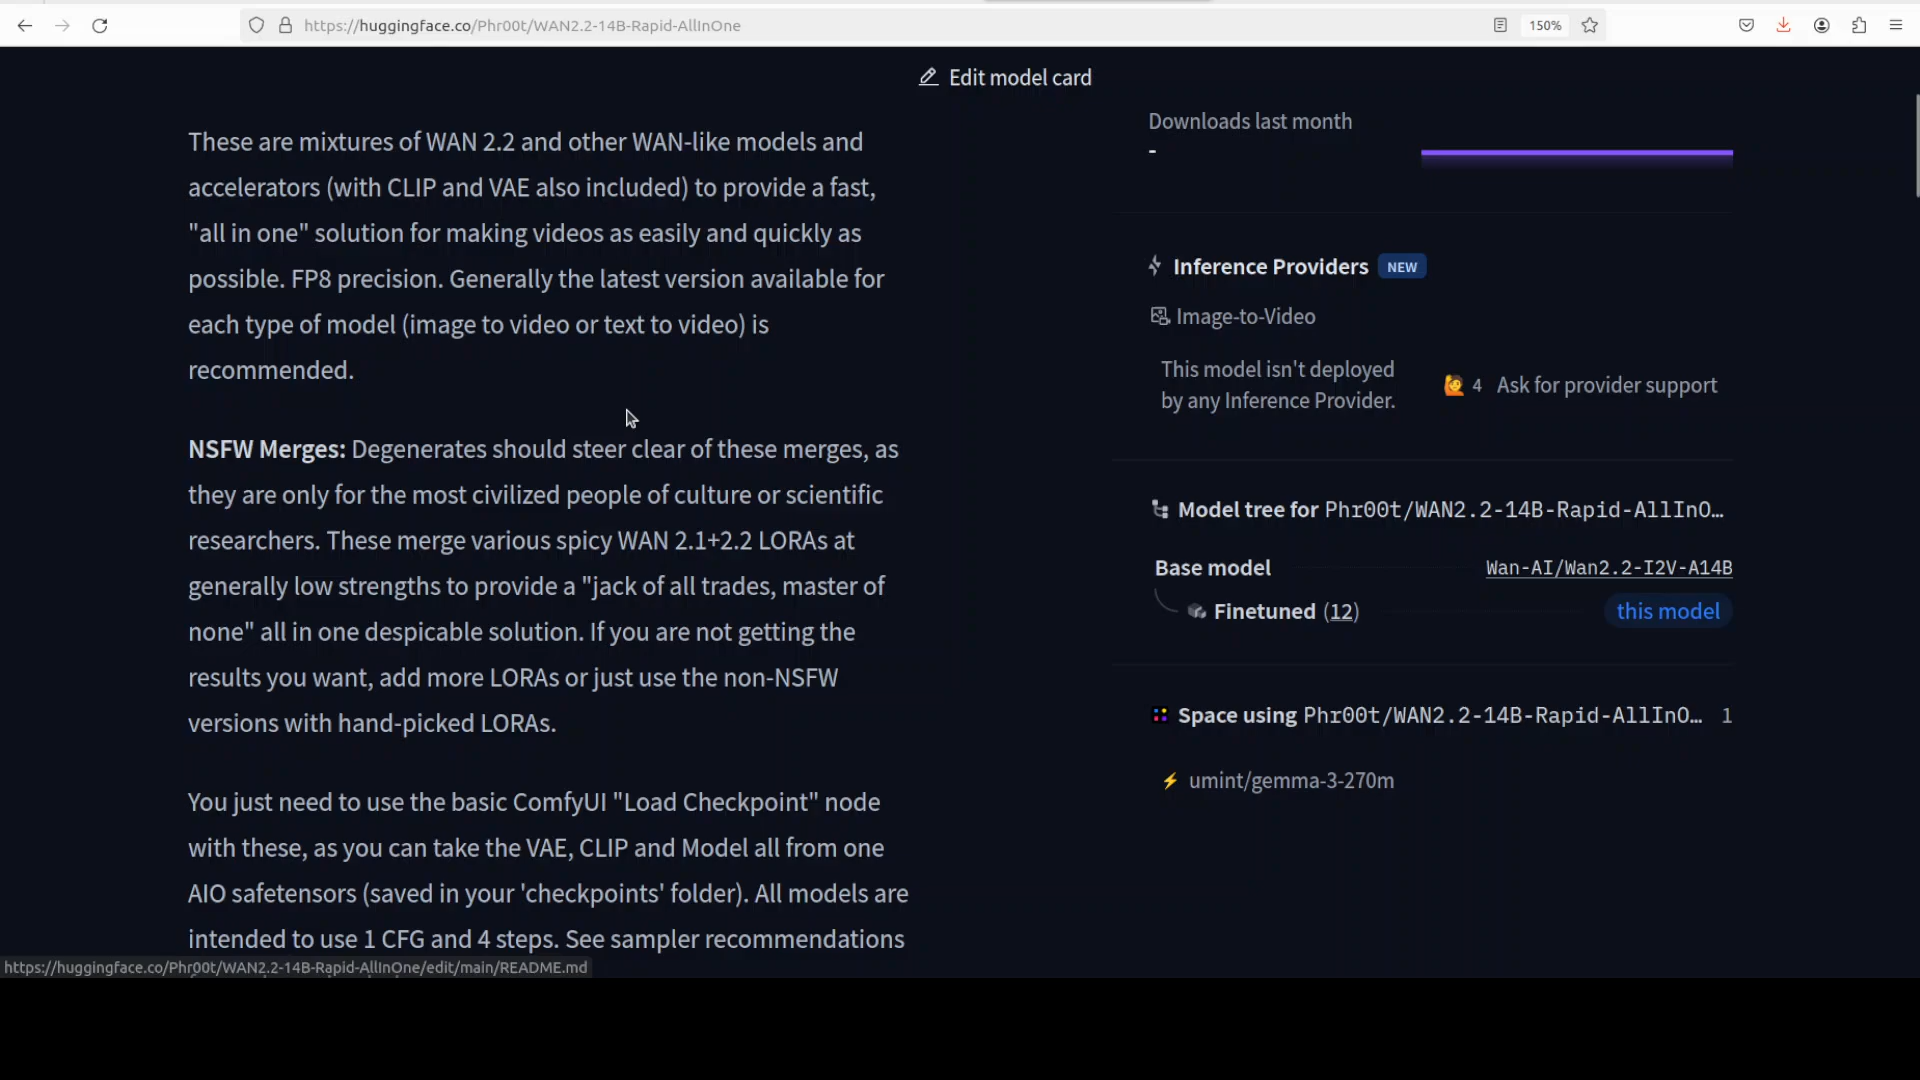 https://huggingface.co/Phr00t/WAN2.2-14B-Rapid-AllInOne
150%
Edit model card
These are mixtures of WAN 2.2 and other WAN-like models and
accelerators (with CLIP and VAE also included) to provide a fast,
"all in one" solution for making videos as easily and quickly as
possible. FP8 precision. Generally the latest version available for
each type of model (image to video or text to video) is
recommended.
NSFW Merges: Degenerates should steer clear of these merges, as
they are only for the most civilized people of culture or scientific
researchers. These merge various spicy WAN 2.1+2.2 LORAs at
generally low strengths to provide a "jack of all trades, master of
none" all in one despicable solution. If you are not getting the
results you want, add more LORAs or just use the non-NSFW
versions with hand-picked LORAs.
You just need to use the basic ComfyUI "Load Checkpoint" node
with these, as you can take the VAE, CLIP and Model all from one
AIO safetensors (saved in your 'checkpoints' folder). All models are
intended to use 1 CFG and 4 steps. See sampler recommendations
Downloads last month
-
Inference Providers NEW
Image-to-Video
This model isn't deployed
by any Inference Provider.
4 Ask for provider support
Model tree for Phr00t/WAN2.2-14B-Rapid-AllInO...
Base model Wan-AI/Wan2.2-I2V-A14B
Finetuned (12) this model
Space using Phr00t/WAN2.2-14B-Rapid-AllInO... 1
umint/gemma-3-270m
https://huggingface.co/Phr00t/WAN2.2-14B-Rapid-AllInOne/edit/main/README.md